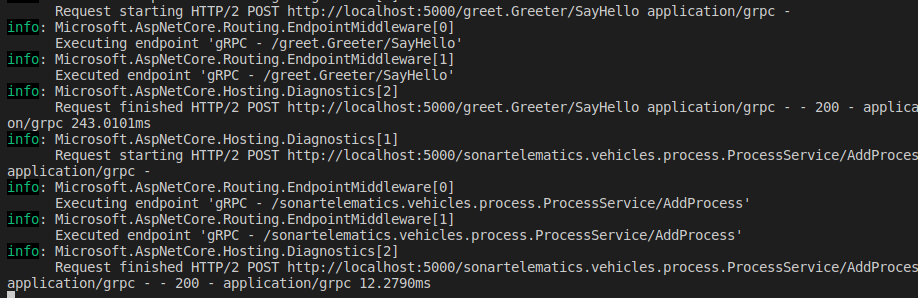 Request starting HTTP/2 POST http://localhost:5000/greet.Greeter/SayHello application/grpc -
info: Microsoft.AspNetCore.Routing.EndpointMiddleware[0]
Executing endpoint 'gRPC - /greet.Greeter/SayHello'
info: Microsoft.AspNetCore.Routing.EndpointMiddleware[1]
Executed endpoint 'gRPC - /greet.Greeter/SayHello'
info: Microsoft.AspNetCore.Hosting.Diagnostics[2]
Request finished HTTP/2 POST http://localhost:5000/greet.Greeter/SayHello application/grpc - - 200 - applica
on/grpc 243.0101ms
info: Microsoft.AspNetCore.Hosting.Diagnostics[1]
Request starting HTTP/2 POST http://localhost:5000/sonartelematics.vehicles.process.ProcessService/AddProces
application/grpc -
info: Microsoft.AspNetCore.Routing.EndpointMiddleware[0]
Executing endpoint 'gRPC - /sonartelematics.vehicles.process.ProcessService/AddProcess'
info: Microsoft.AspNetCore.Routing.EndpointMiddleware[1]
Executed endpoint 'gRPC - /sonartelematics.vehicles.process.ProcessService/AddProcess'
info: Microsoft.AspNetCore.Hosting.Diagnostics[2]
Request finished HTTP/2 POST http://localhost:5000/sonartelematics.vehicles.process.ProcessService/AddProces
application/grpc - - 200 - application/grpc 12.2790ms